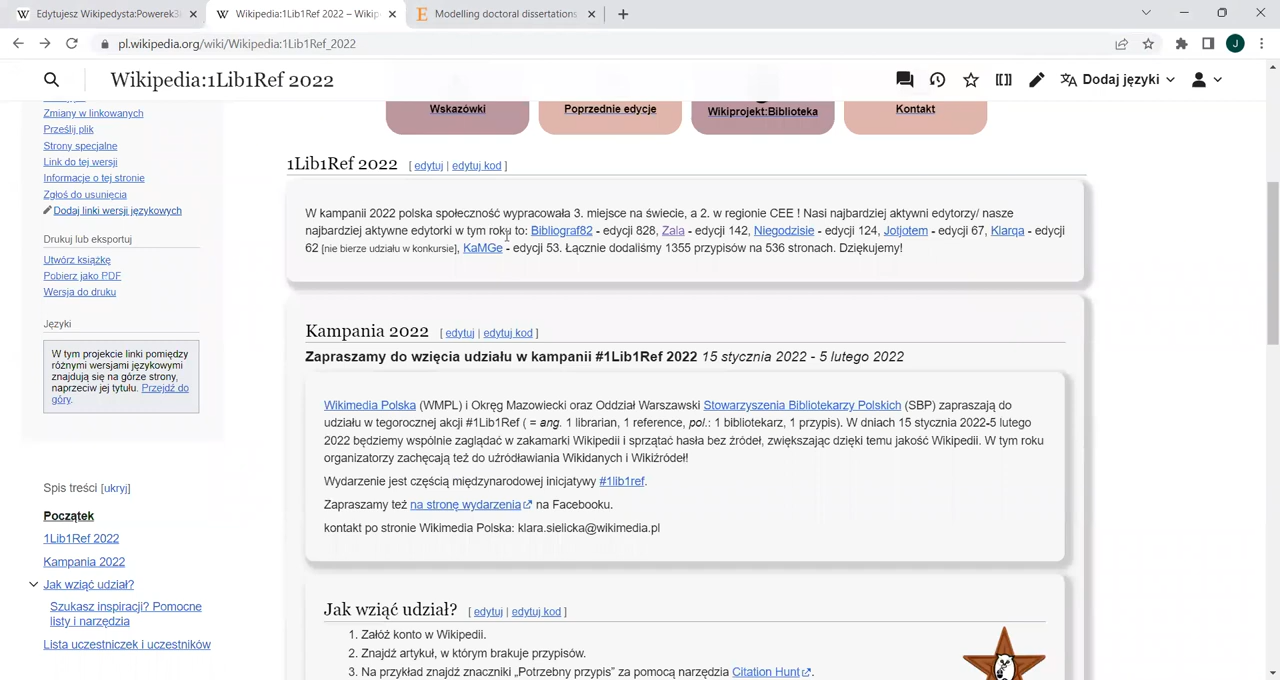 Edytujesz Wikipedysta:Powerek3
Wikipedia:1Lib1Ref 2022 – Wikip
Modelling doctoral dissertations
pl.wikipedia.org/wiki/Wikipedia:1Lib1Ref_2022
J
Wikipedia:1Lib1Ref 2022
Dodaj języki
Zmiany w linkowanych
Prześlij plik
Strony specjalne
Link do tej wersji
Informacje o tej stronie
Zgłoś do usunięcia
Dodaj linki wersji językowych
Drukuj lub eksportuj
Utwórz książkę
Pobierz jako PDF
Wersja do druku
Języki
W tym projekcie linki pomiędzy
różnymi wersjami językowymi
znajdują się na górze strony,
naprzeciw jej tytułu. Przejdź do
góry.
Spis treści [ukryj]
Początek
1Lib1Ref 2022
Kampania 2022
Jak wziąć udział?
Szukasz inspiracji? Pomocne
listy i narzędzia
Lista uczestniczek i uczestników
Wskazówki
Poprzednie edycje
Wikiprojekt:Biblioteka
Kontakt
1Lib1Ref 2022 [ edytuj | edytuj kod ]
W kampanii 2022 polska społeczność wypracowała 3. miejsce na świecie, a 2. w regionie CEE ! Nasi najbardziej aktywni edytorzy/ nasze
najbardziej aktywne edytorki w tym roku to: Bibliograf82 - edycji 828, Zala - edycji 142, Niegodzisie - edycji 124, Jotjotem - edycji 67, Klarqa - edycji
62 [nie bierze udziału w konkursie], KaMGe - edycji 53. Łącznie dodaliśmy 1355 przypisów na 536 stronach. Dziękujemy!
Kampania 2022 [ edytuj | edytuj kod ]
Zapraszamy do wzięcia udziału w kampanii #1Lib1Ref 2022 15 stycznia 2022 - 5 lutego 2022
Wikimedia Polska (WMPL) i Okręg Mazowiecki oraz Oddział Warszawski Stowarzyszenia Bibliotekarzy Polskich (SBP) zapraszają do
udziału w tegorocznej akcji #1Lib1Ref ( = ang. 1 librarian, 1 reference, pol.: 1 bibliotekarz, 1 przypis). W dniach 15 stycznia 2022-5 lutego
2022 będziemy wspólnie zaglądać w zakamarki Wikipedii i sprzątać hasła bez źródeł, zwiększając dzięki temu jakość Wikipedii. W tym roku
organizatorzy zachęcają też do uźródławiania Wikidanych i Wikiźródeł!
Wydarzenie jest częścią międzynarodowej inicjatywy #1lib1ref.
Zapraszamy też na stronę wydarzenia na Facebooku.
kontakt po stronie Wikimedia Polska: klara.sielicka@wikimedia.pl
Jak wziąć udział? [ edytuj | edytuj kod ]
1. Załóż konto w Wikipedii.
2. Znajdź artykuł, w którym brakuje przypisów.
3. Na przykład znajdź znaczniki „Potrzebny przypis” za pomocą narzędzia Citation Hunt.